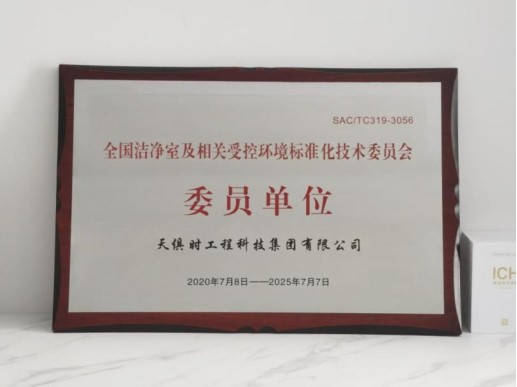 SAC/TC319-3056
全国洁净室及相关受控环境标准化技术委员会
委员单位
天俱时工程科技集团有限公司
2020年7月8日——2025年7月7日
ICH